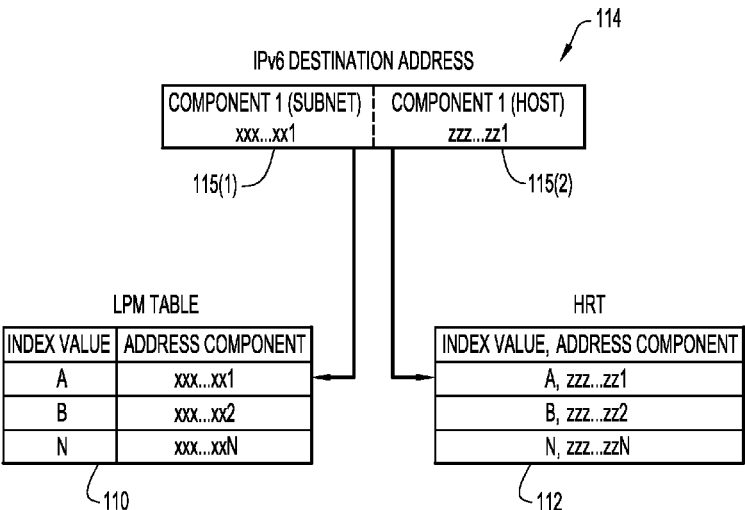 114
IPv6 DESTINATION ADDRESS
COMPONENT 1 (SUBNET) COMPONENT 1 (HOST)
xxx...xx1 zzz...zz1
115(1) 115(2)
LPM TABLE HRT
INDEX VALUE ADDRESS COMPONENT INDEX VALUE, ADDRESS COMPONENT
A xxx...xx1 A, zzz...zz1
B xxx...xx2 B, zzz...zz2
N xxx...xxN N, zzz...zzN
110 112